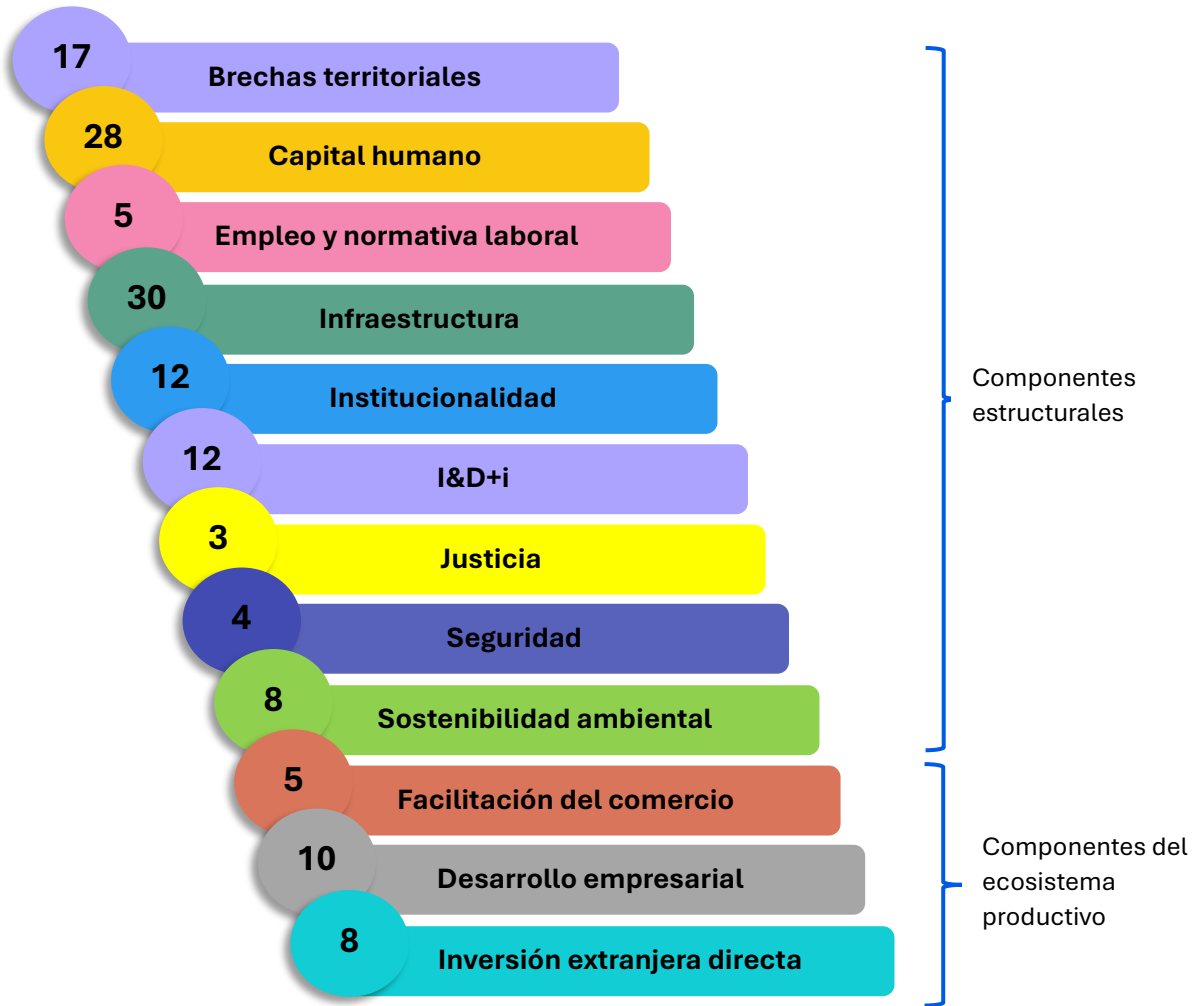 17
Brechas territoriales
28
Capital humano
5
Empleo y normativa laboral
30
Infraestructura
12
Institucionalidad
12
I&D+i
3
Justicia
4
Seguridad
8
Sostenibilidad ambiental
5
Facilitación del comercio
10
Desarrollo empresarial
8
Inversión extranjera directa
Componentes
estructurales
Componentes del
ecosistema
productivo